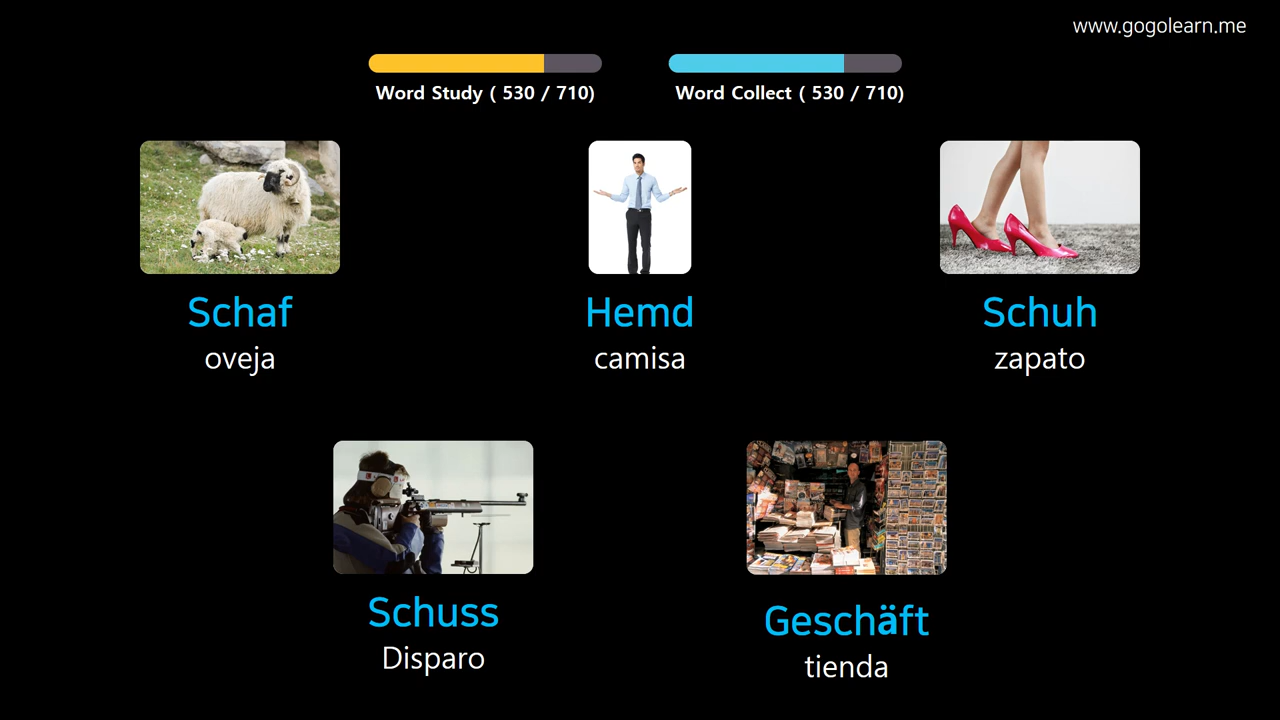 www.gogolearn.me
Word Study ( 530 / 710)
Word Collect ( 530 / 710)
Schaf
oveja
Hemd
camisa
Schuh
zapato
Schuss
Disparo
Geschäft
tienda